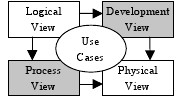 Logical
View
Development
View
Use
Cases
Process
View
Physical
View